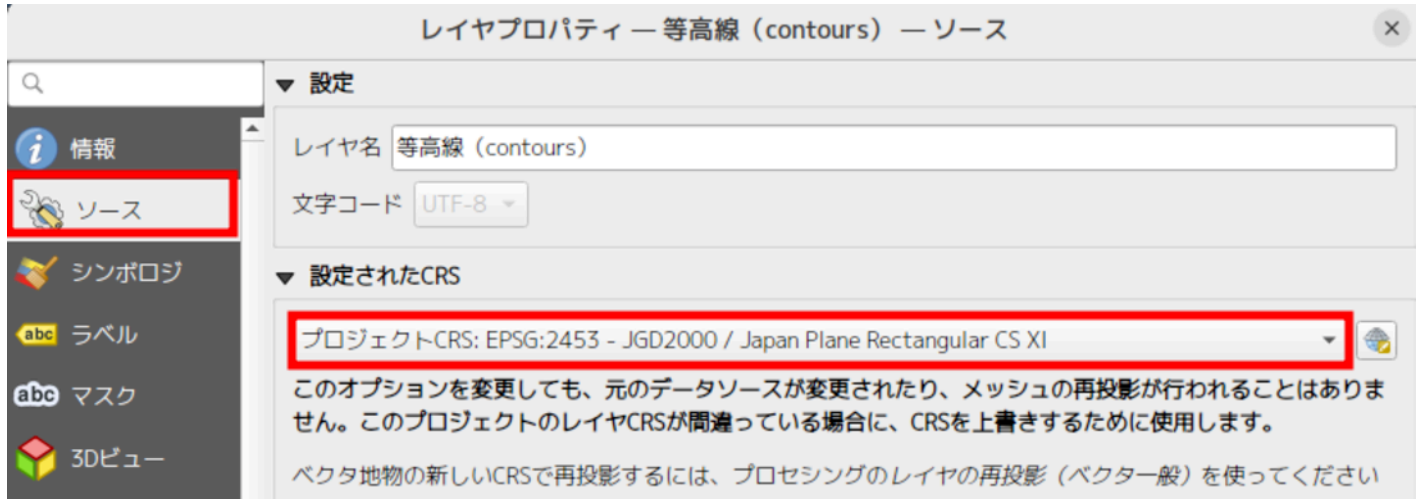 レイヤプロパティ — 等高線（contours） — ソース
設定
情報
レイヤ名 等高線（contours）
ソース
文字コード UTF-8
シンボロジ
設定されたCRS
abc ラベル
プロジェクトCRS: EPSG:2453 - JGD2000 / Japan Plane Rectangular CS XI
abc マスク
このオプションを変更しても、元のデータソースが変更されたり、メッシュの再投影が行われることはありま
せん。このプロジェクトのレイヤCRSが間違っている場合に、CRSを上書きするために使用します。
3Dビュー
ベクタ地物の新しいCRSで再投影するには、プロセシングのレイヤの再投影（ベクタ一般）を使ってください